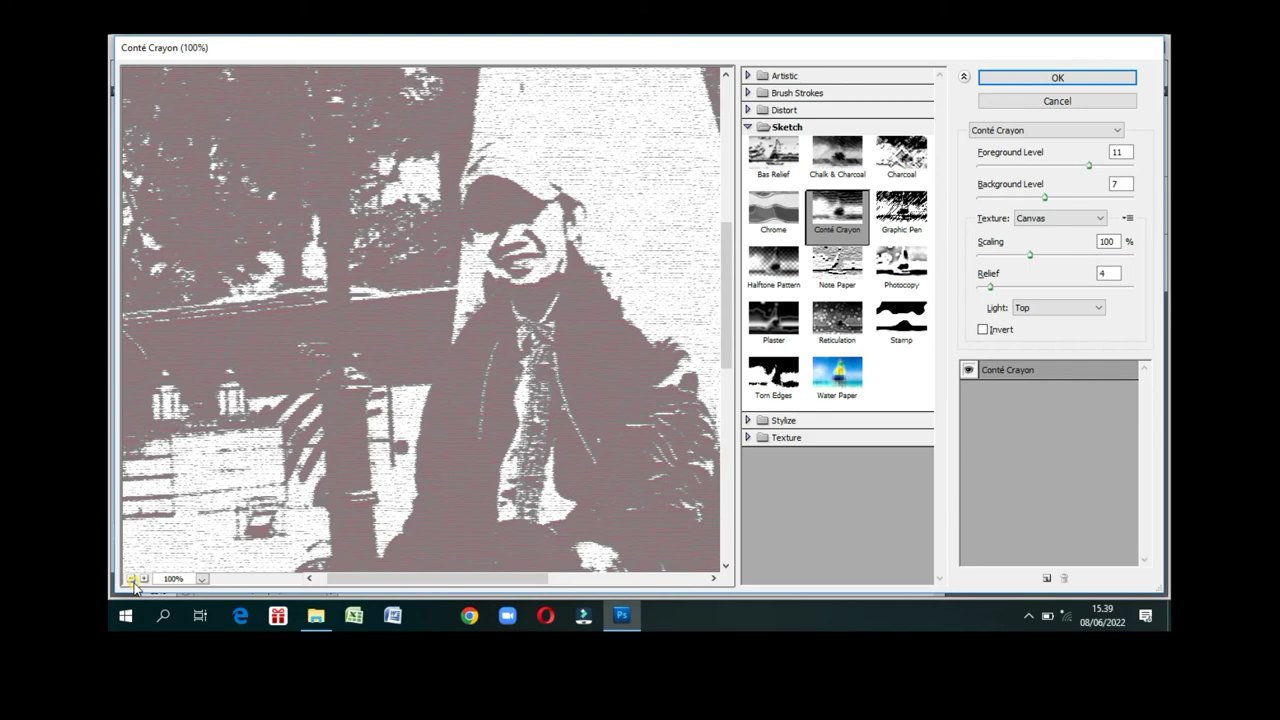 Conté Crayon (100%)
Artistic
Brush Strokes
Distort
Sketch
Bas Relief
Chalk & Charcoal
Charcoal
Chrome
Conté Crayon
Graphic Pen
Halftone Pattern
Note Paper
Photocopy
Plaster
Reticulation
Stamp
Torn Edges
Water Paper
Stylize
Texture
OK
Cancel
Conté Crayon
Foreground Level 11
Background Level 7
Texture: Canvas
Scaling 100 %
Relief 4
Light: Top
Invert
Conté Crayon
100%
Ps
15.39
08/06/2022